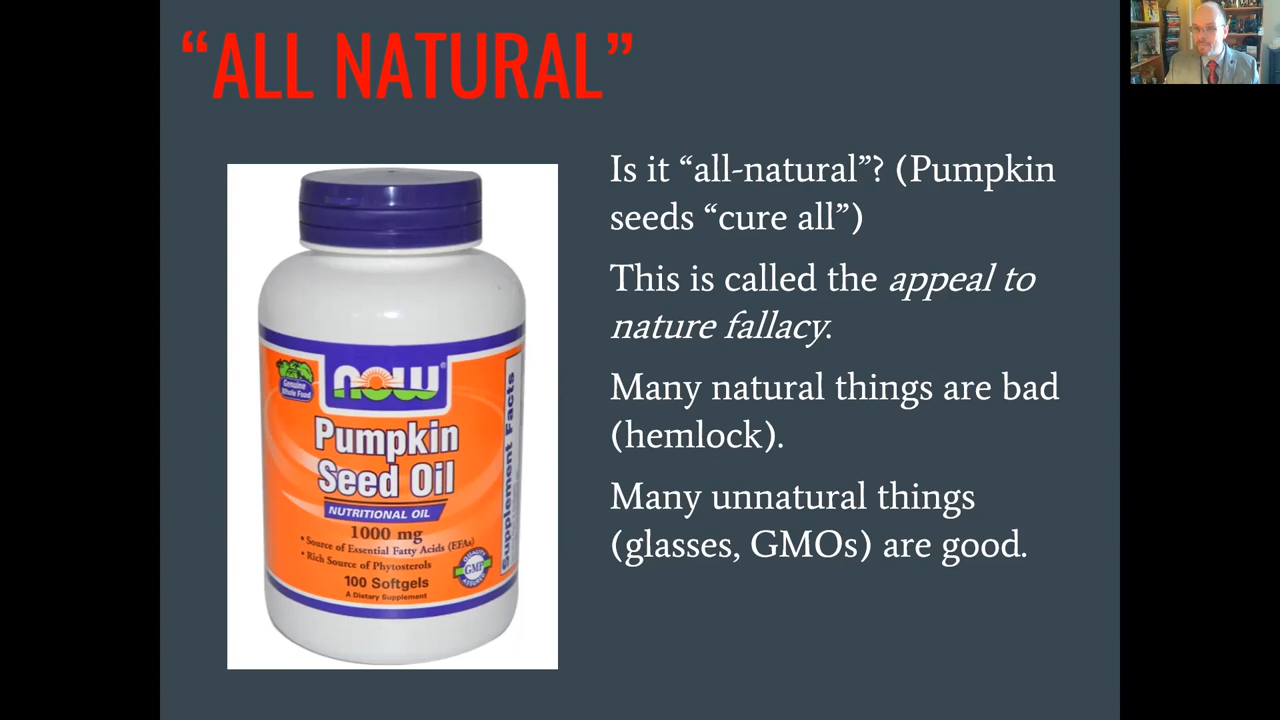 “ALL NATURAL”
Is it “all-natural”? (Pumpkin
seeds “cure all”)
This is called the appeal to
nature fallacy.
Many natural things are bad
(hemlock).
Many unnatural things
(glasses, GMOs) are good.
Genuine
Whole Food
NOW®
Pumpkin
Seed Oil
NUTRITIONAL OIL
1000 mg
• Source of Essential Fatty Acids (EFAs)
• Rich Source of Phytosterols
100 Softgels
A Dietary Supplement
QUALITY
GMP
ASSURED
Supplement Facts